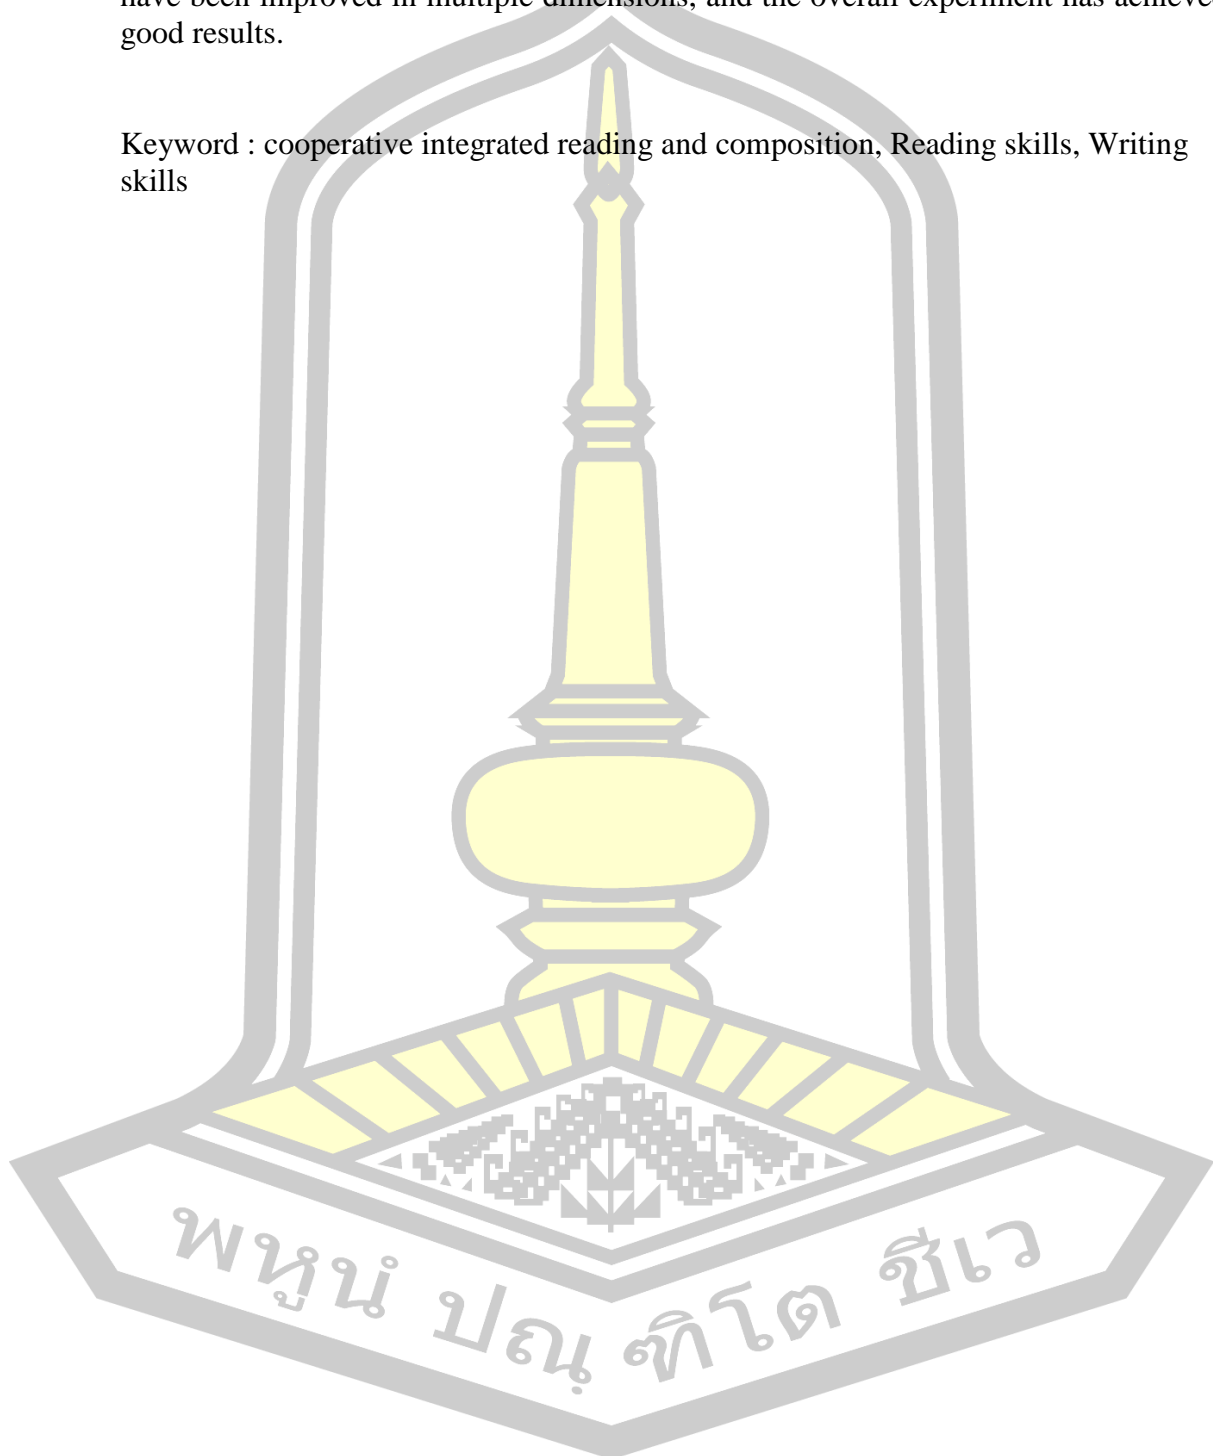 have been improved in multiple dimensions, and the overall experiment has achieved
good results.
Keyword : cooperative integrated reading and composition, Reading skills, Writing
skills
พหูนํ ปณฺฑิโต ชีเว